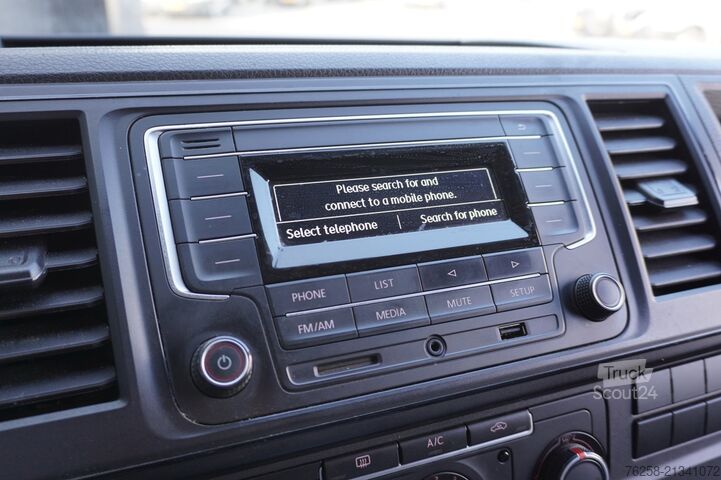 Please search for and
connect to a mobile phone.
Select telephone
Search for phone
PHONE LIST
FM/AM MEDIA MUTE SETUP
A/C
Truck
Scout24
76258-21341072